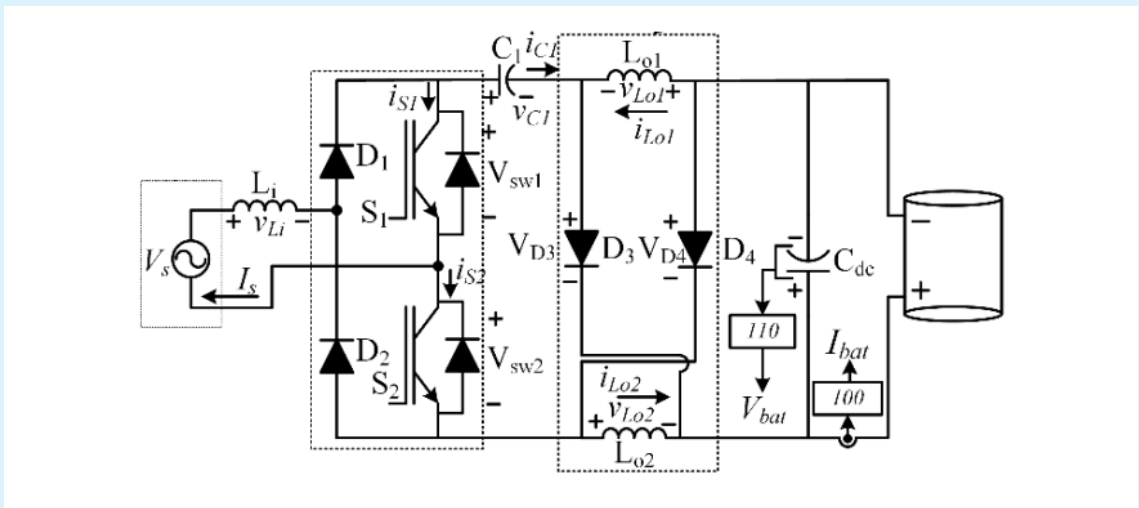 C1 iC1
Lo1
iS1
+
vC1
−
− vLo1 +
iLo1
D1
+
Vsw1
−
Li
+ vLi −
S1
Vs
Is
iS2
+
VD3
−
D3
+
VD4
−
D4
−
Cdc
+
−
+
D2
S2
+
Vsw2
−
110
Vbat
Ibat
100
iLo2
+ vLo2 −
Lo2